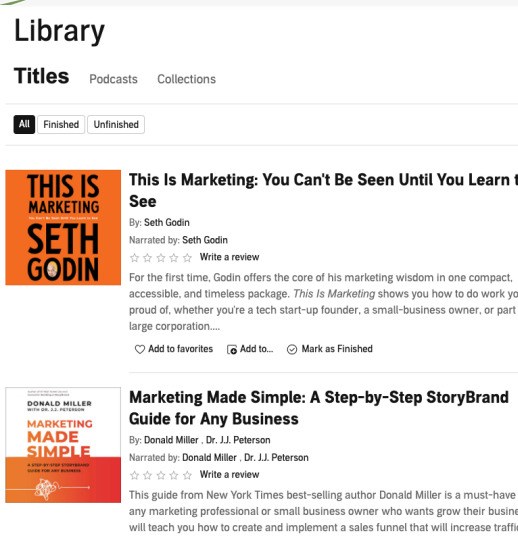 Library
Titles Podcasts Collections
All Finished Unfinished
THIS IS
MARKETING
You Can't Be Seen Until You Learn to See
SETH
GODIN
This Is Marketing: You Can't Be Seen Until You Learn t
See
By: Seth Godin
Narrated by: Seth Godin
Write a review
For the first time, Godin offers the core of his marketing wisdom in one compact,
accessible, and timeless package. This Is Marketing shows you how to do work yo
proud of, whether you're a tech start-up founder, a small-business owner, or part
large corporation....
Add to favorites Add to... Mark as Finished
DONALD MILLER
WITH DR. J.J. PETERSON
MARKETING
MADE
SIMPLE
A STEP-BY-STEP STORYBRAND
GUIDE FOR ANY BUSINESS
Marketing Made Simple: A Step-by-Step StoryBrand
Guide for Any Business
By: Donald Miller , Dr. J.J. Peterson
Narrated by: Donald Miller , Dr. J.J. Peterson
Write a review
This guide from New York Times best-selling author Donald Miller is a must-have
any marketing professional or small business owner who wants grow their busine
will teach you how to create and implement a sales funnel that will increase traffi